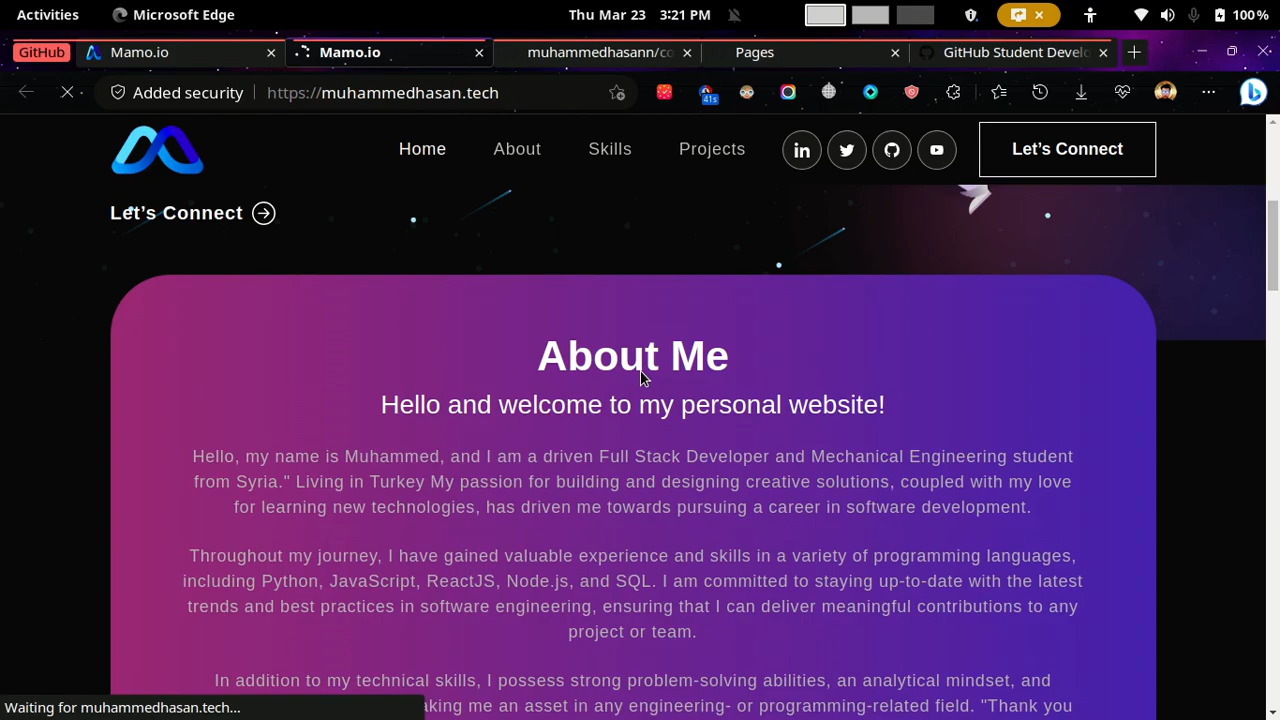 Activities Microsoft Edge Thu Mar 23 3:21 PM 100%
GitHub Mamo.io Mamo.io muhammedhasann/co Pages GitHub Student Develo
Added security https://muhammedhasan.tech 41s
Home About Skills Projects Let's Connect
Let's Connect
About Me
Hello and welcome to my personal website!
Hello, my name is Muhammed, and I am a driven Full Stack Developer and Mechanical Engineering student
from Syria." Living in Turkey My passion for building and designing creative solutions, coupled with my love
for learning new technologies, has driven me towards pursuing a career in software development.
Throughout my journey, I have gained valuable experience and skills in a variety of programming languages,
including Python, JavaScript, ReactJS, Node.js, and SQL. I am committed to staying up-to-date with the latest
trends and best practices in software engineering, ensuring that I can deliver meaningful contributions to any
project or team.
In addition to my technical skills, I possess strong problem-solving abilities, an analytical mindset, and
aking me an asset in any engineering- or programming-related field. "Thank you
Waiting for muhammedhasan.tech...